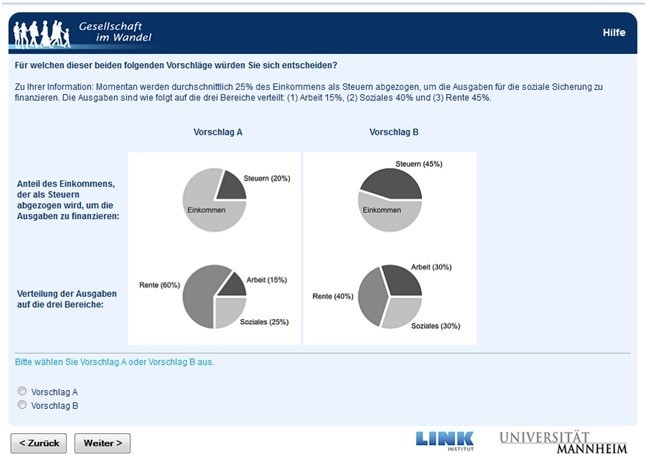 Gesellschaft
im Wandel
Hilfe
Für welchen dieser beiden folgenden Vorschläge würden Sie sich entscheiden?
Zu Ihrer Information: Momentan werden durchschnittlich 25% des Einkommens als Steuern abgezogen, um die Ausgaben für die soziale Sicherung zu
finanzieren. Die Ausgaben sind wie folgt auf die drei Bereiche verteilt: (1) Arbeit 15%, (2) Soziales 40% und (3) Rente 45%.
Vorschlag A Vorschlag B
Anteil des Einkommens,
der als Steuern
abgezogen wird, um die
Ausgaben zu finanzieren:
Steuern (20%)
Einkommen
Steuern (45%)
Einkommen
Verteilung der Ausgaben
auf die drei Bereiche:
Rente (60%)
Arbeit (15%)
Soziales (25%)
Arbeit (30%)
Rente (40%)
Soziales (30%)
Bitte wählen Sie Vorschlag A oder Vorschlag B aus.
Vorschlag A
Vorschlag B
< Zurück Weiter >
LINK
INSTITUT
UNIVERSITÄT
MANNHEIM